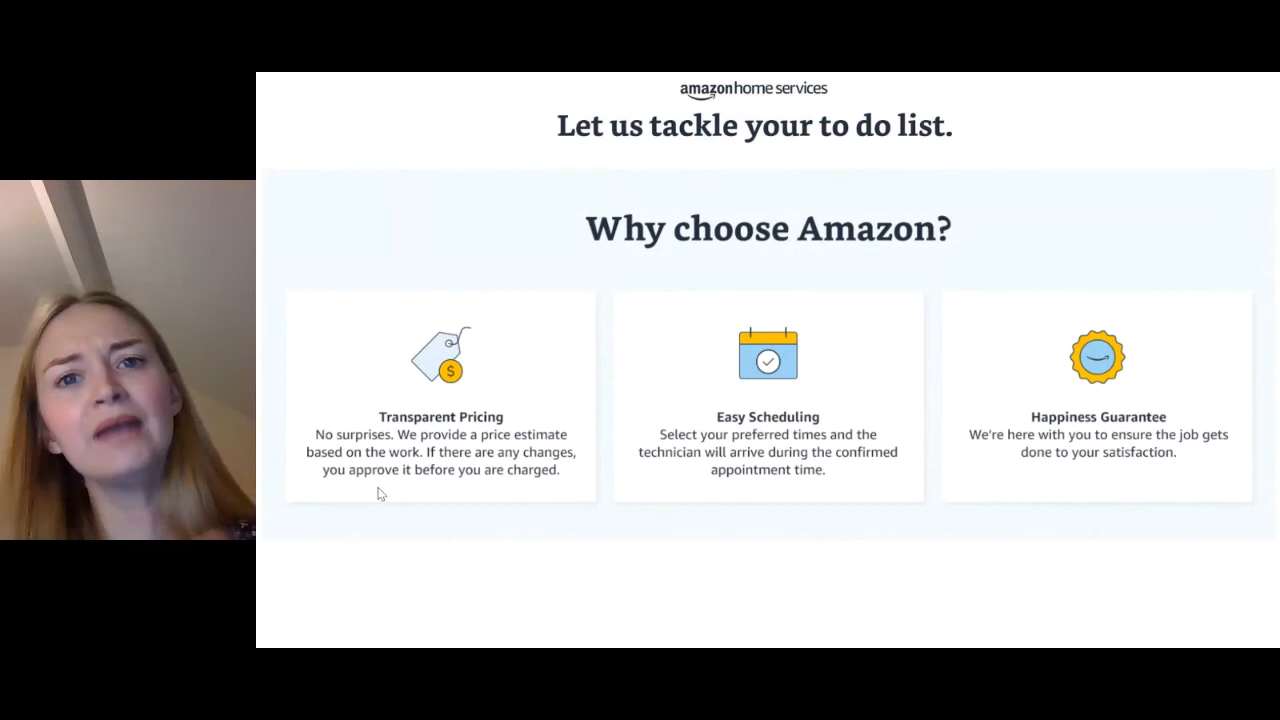 amazon home services
Let us tackle your to do list.
Why choose Amazon?
$
Transparent Pricing
No surprises. We provide a price estimate
based on the work. If there are any changes,
you approve it before you are charged.
Easy Scheduling
Select your preferred times and the
technician will arrive during the confirmed
appointment time.
Happiness Guarantee
We're here with you to ensure the job gets
done to your satisfaction.